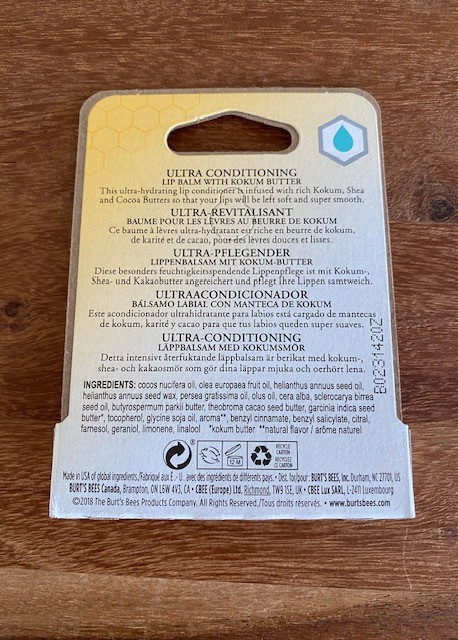 ULTRA CONDITIONING
LIP BALM WITH KOKUM BUTTER
This ultra-hydrating lip conditioner is infused with rich Kokum, Shea
and Cocoa Butters so that your lips will be left soft and super smooth.
ULTRA-REVITALISANT
BAUME POUR LES LÈVRES AU BEURRE DE KOKUM
Ce baume à lèvres ultra-hydratant est riche en beurre de kokum,
de karité et de cacao, pour des lèvres douces et lisses.
ULTRA-PFLEGENDER
LIPPENBALSAM MIT KOKUM-BUTTER
Diese besonders feuchtigkeitsspendende Lippenpflege ist mit Kokum-,
Shea- und Kakaobutter angereichert und pflegt Ihre Lippen samtweich.
ULTRAACONDICIONADOR
BÁLSAMO LABIAL CON MANTECA DE KOKUM
Este acondicionador ultrahidratante para labios está cargado de mantecas
de kokum, karité y cacao para que tus labios queden super suaves.
ULTRA-CONDITIONING
LÄPPBALSAM MED KOKUMSMÖR
Detta intensivt återfuktande läppbalsam är berikat med kokum-,
shea- och kakaosmör som gör dina läppar mjuka och oerhört lena.
B0231420Z
INGREDIENTS: cocos nucifera oil, olea europaea fruit oil, helianthus annuus seed oil,
helianthus annuus seed wax, persea gratissima oil, olus oil, cera alba, sclerocarya birrea
seed oil, butyrospermum parkii butter, theobroma cacao seed butter, garcinia indica seed
butter*, tocopherol, glycine soja oil, aroma**, benzyl cinnamate, benzyl salicylate, citral,
farnesol, geraniol, limonene, linalool *kokum butter **natural flavor / arôme naturel
12 M
RECYCLE
CARTON
RECYCLEZ
CE CARTON
Made in USA of global ingredients./Fabriqué aux É.-U. avec des ingrédients de différents pays. • Dist. for/pour: BURT'S BEES, Inc. Durham, NC 27701, US
BURT'S BEES Canada, Brampton, ON L6W 4V3, CA • CBEE (Europe) Ltd. Richmond, TW9 1SE, UK • CBEE Lux SARL, L-2411 Luxembourg
©2018 The Burt's Bees Products Company. All Rights Reserved./Tous droits réservés. • www.burtsbees.com